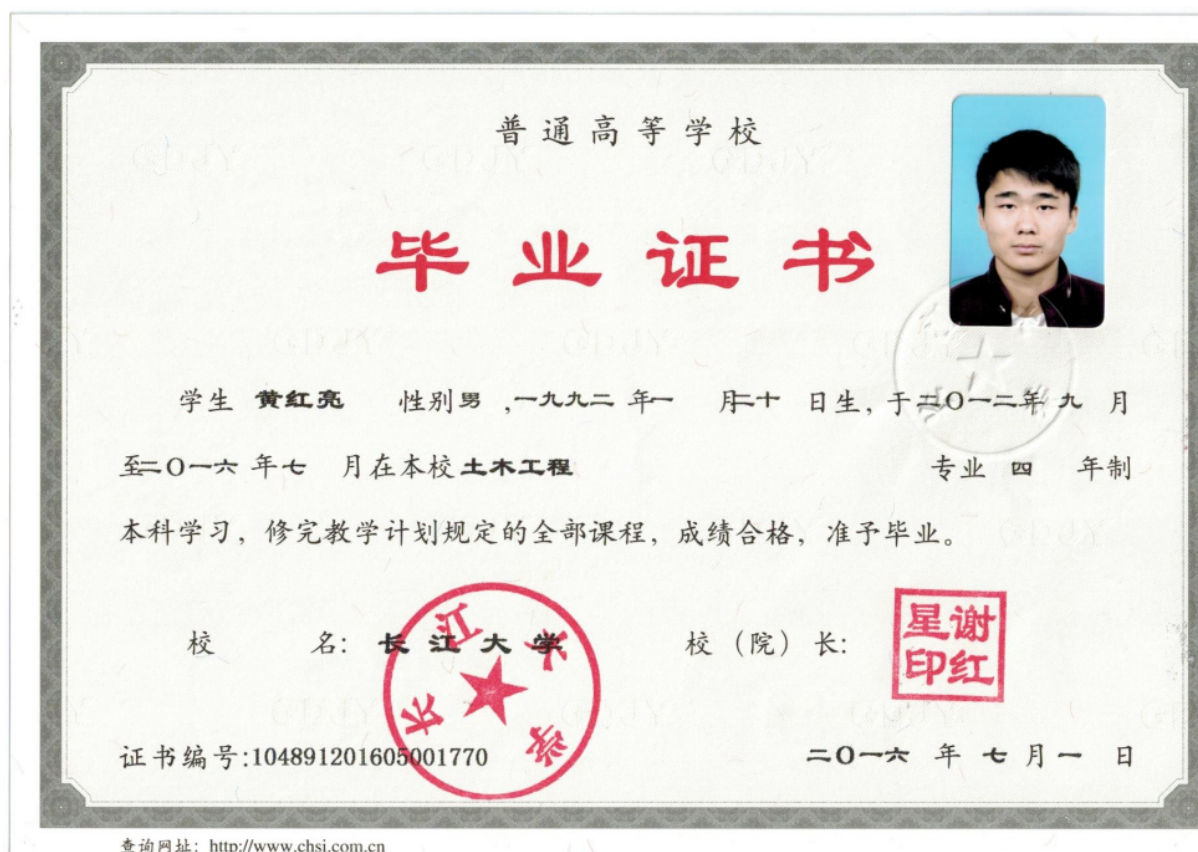 普通高等学校
毕业证书
学生 黄红亮 性别 男 ,一九九二 年 一 月 二十 日生, 于 二〇一二 年 九 月
至 二〇一六 年 七 月在本校 土木工程 专业 四 年制
本科学习, 修完教学计划规定的全部课程, 成绩合格, 准予毕业。
校 名: 长江大学 校 (院) 长:
长江大学
谢红星印
证书编号:104891201605001770 二〇一六 年 七 月 一 日
查询网址: http://www.chsi.com.cn